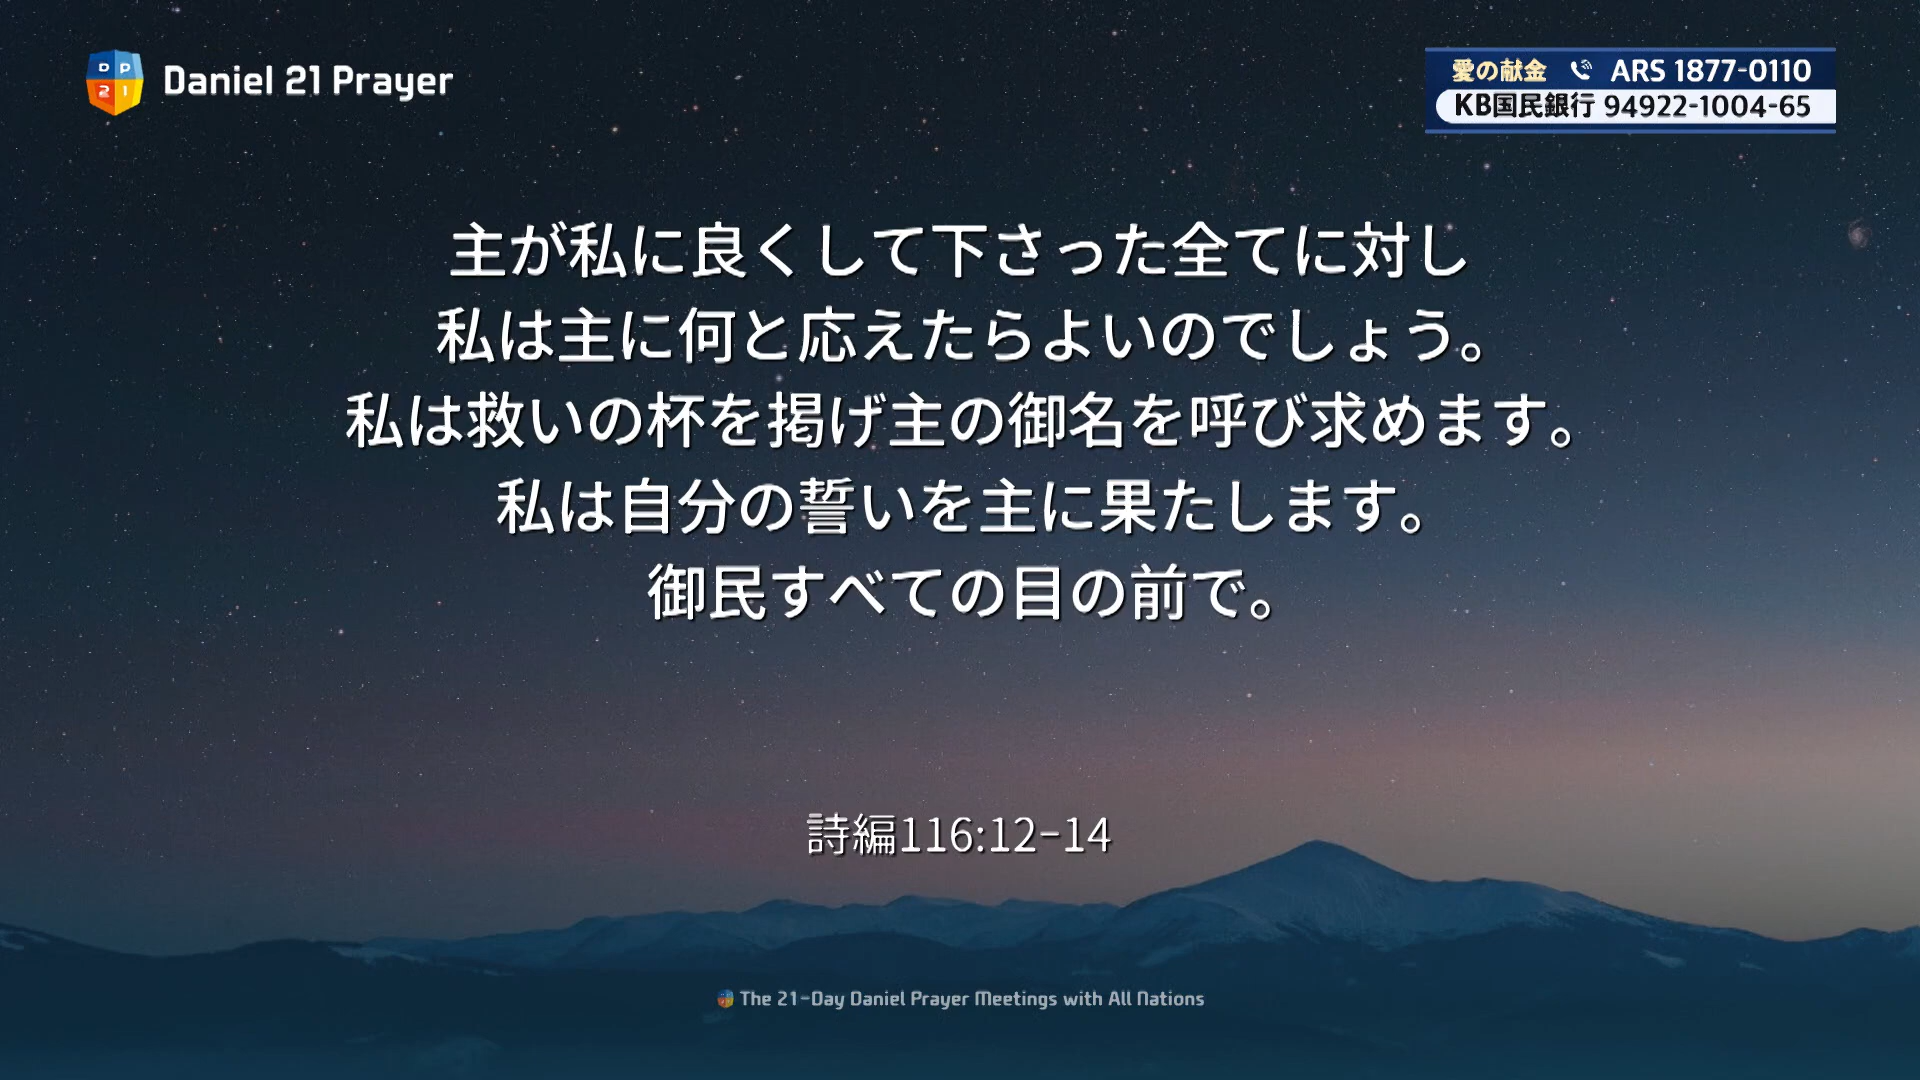 Daniel 21 Prayer
DP
21
愛の献金 ARS 1877-0110
KB国民銀行 94922-1004-65
主が私に良くして下さった全てに対し
私は主に何と応えたらよいのでしょう。
私は救いの杯を掲げ主の御名を呼び求めます。
私は自分の誓いを主に果たします。
御民すべての目の前で。
詩編116:12-14
The 21-Day Daniel Prayer Meetings with All Nations